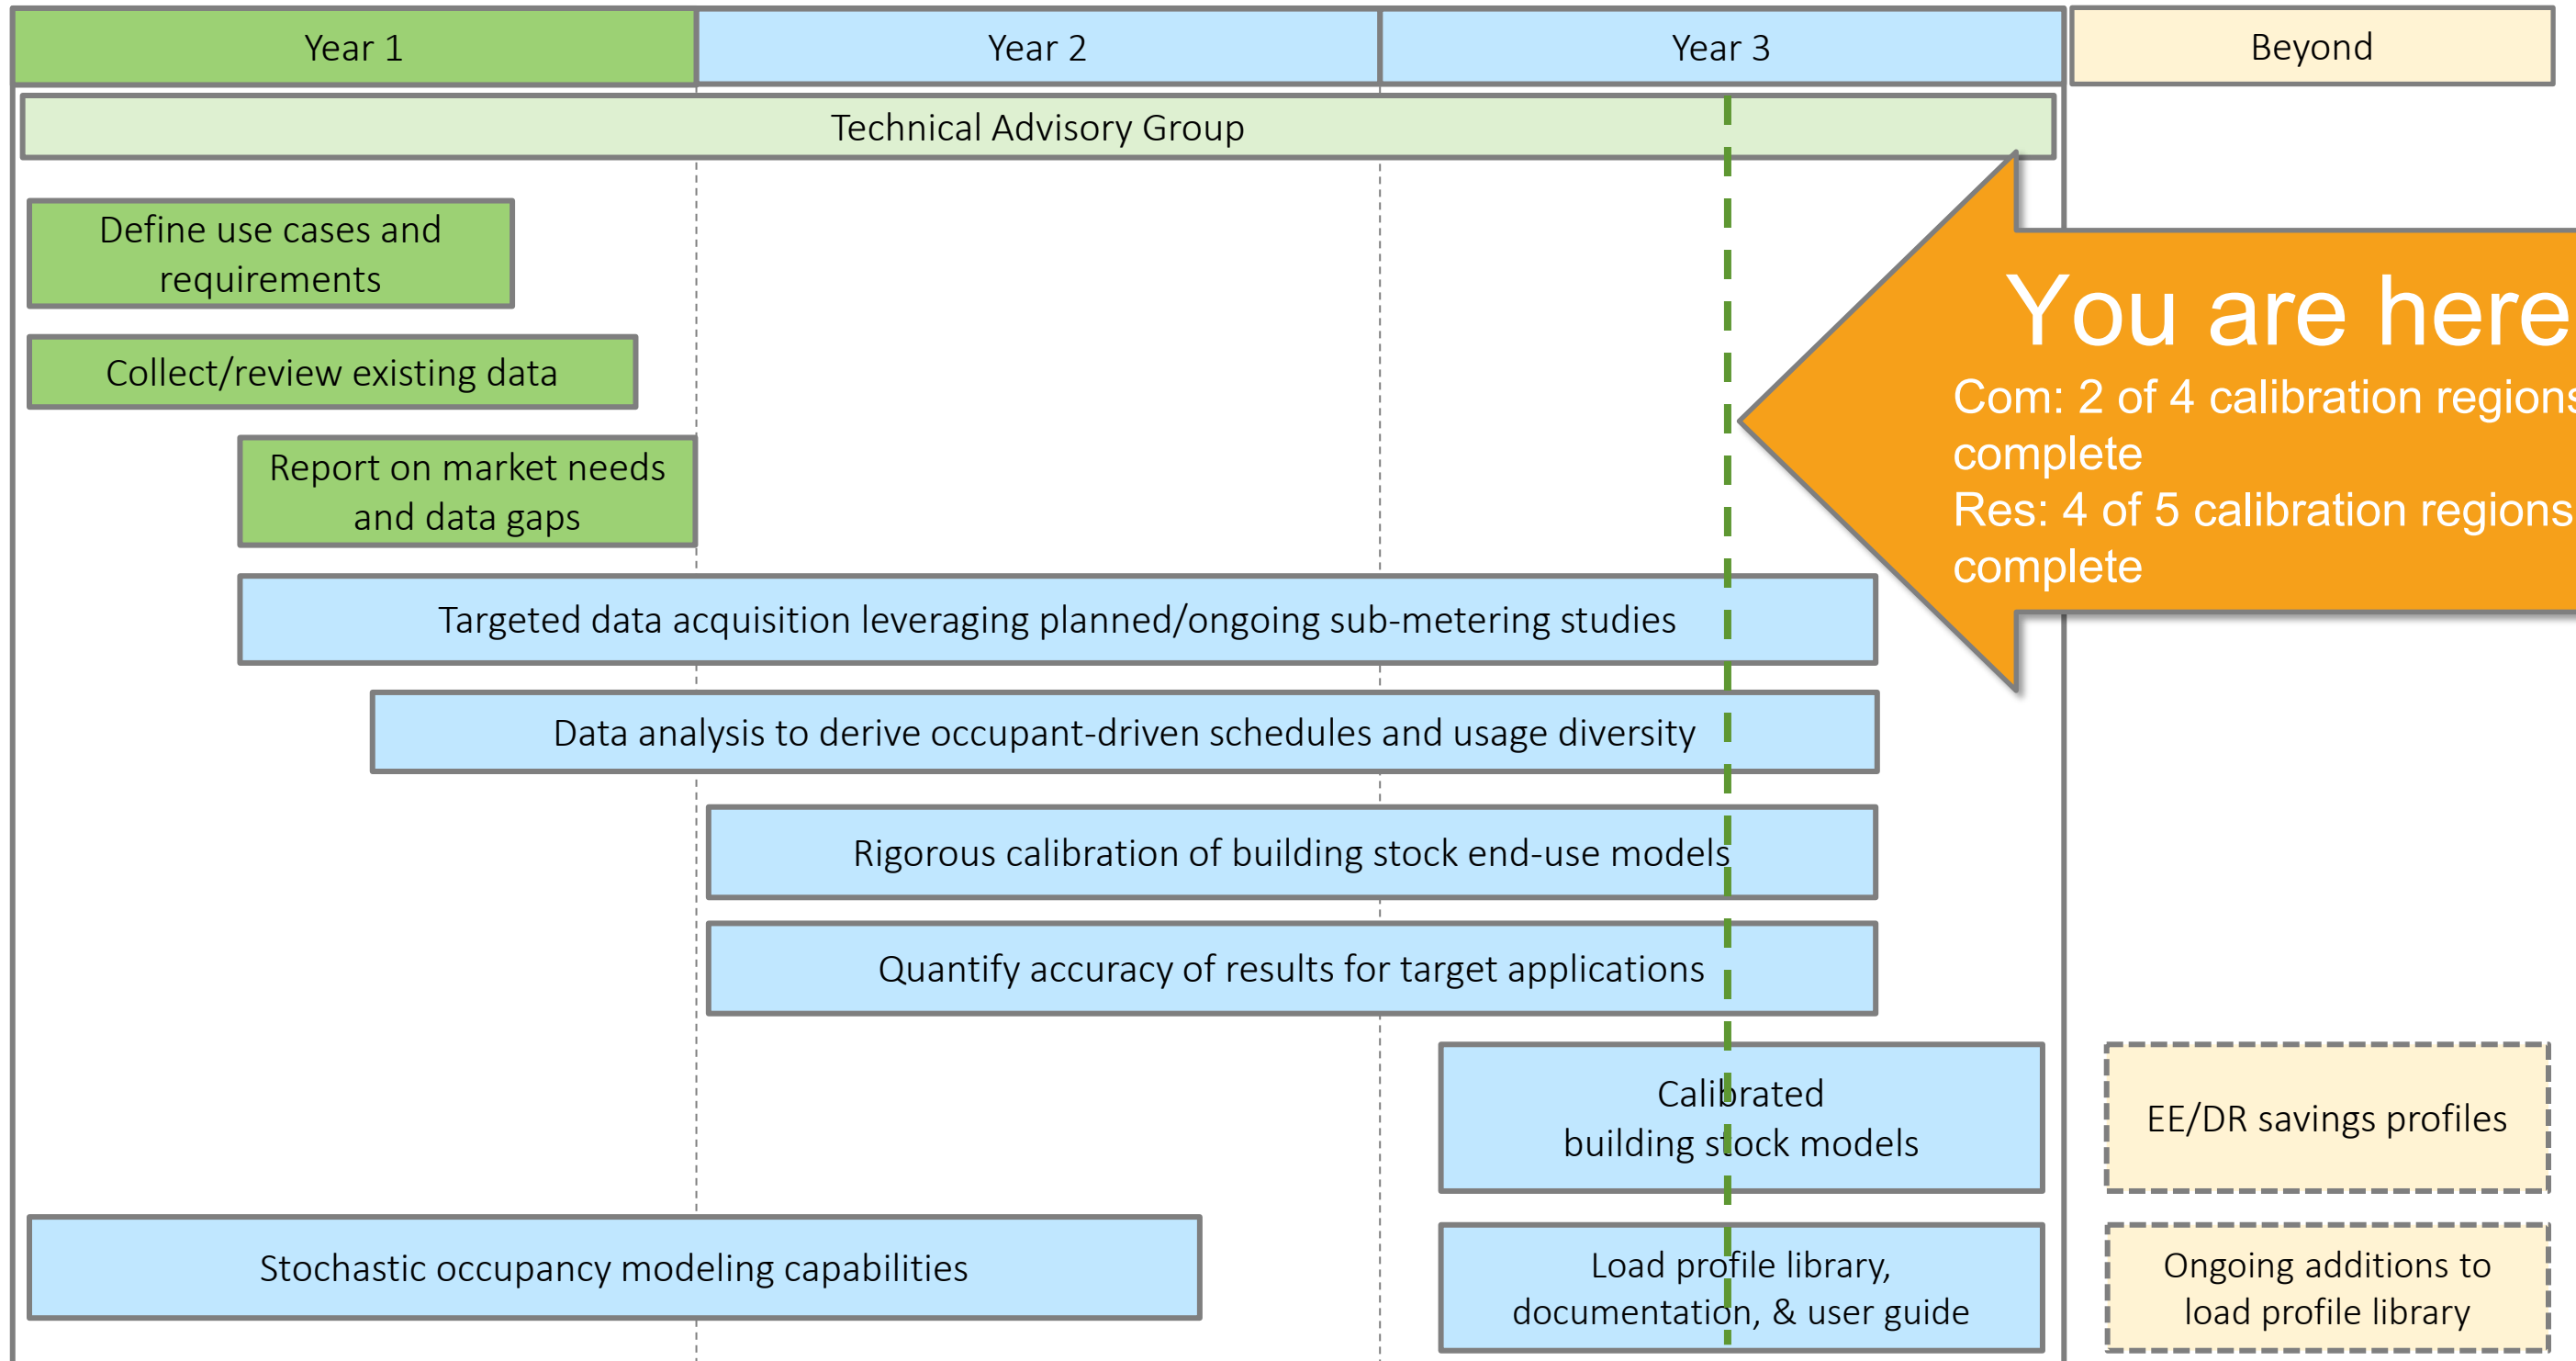 Year 1
Year 2
Year 3
Beyond
Technical Advisory Group
Define use cases and
requirements
Collect/review existing data
Report on market needs
and data gaps
You are here
Com: 2 of 4 calibration regions
complete
Res: 4 of 5 calibration regions
complete
Targeted data acquisition leveraging planned/ongoing sub-metering studies
Data analysis to derive occupant-driven schedules and usage diversity
Rigorous calibration of building stock end-use models
Quantify accuracy of results for target applications
Calibrated
building stock models
EE/DR savings profiles
Stochastic occupancy modeling capabilities
Load profile library,
documentation, & user guide
Ongoing additions to
load profile library